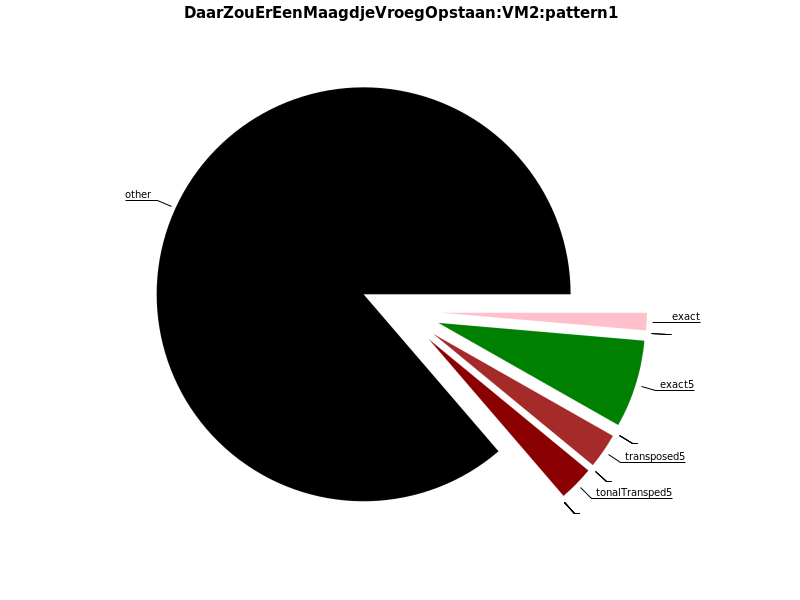 DaarZouErEenMaagdjeVroegOpstaan:VM2:pattern1
other
exact
exact5
transposed5
tonalTransped5